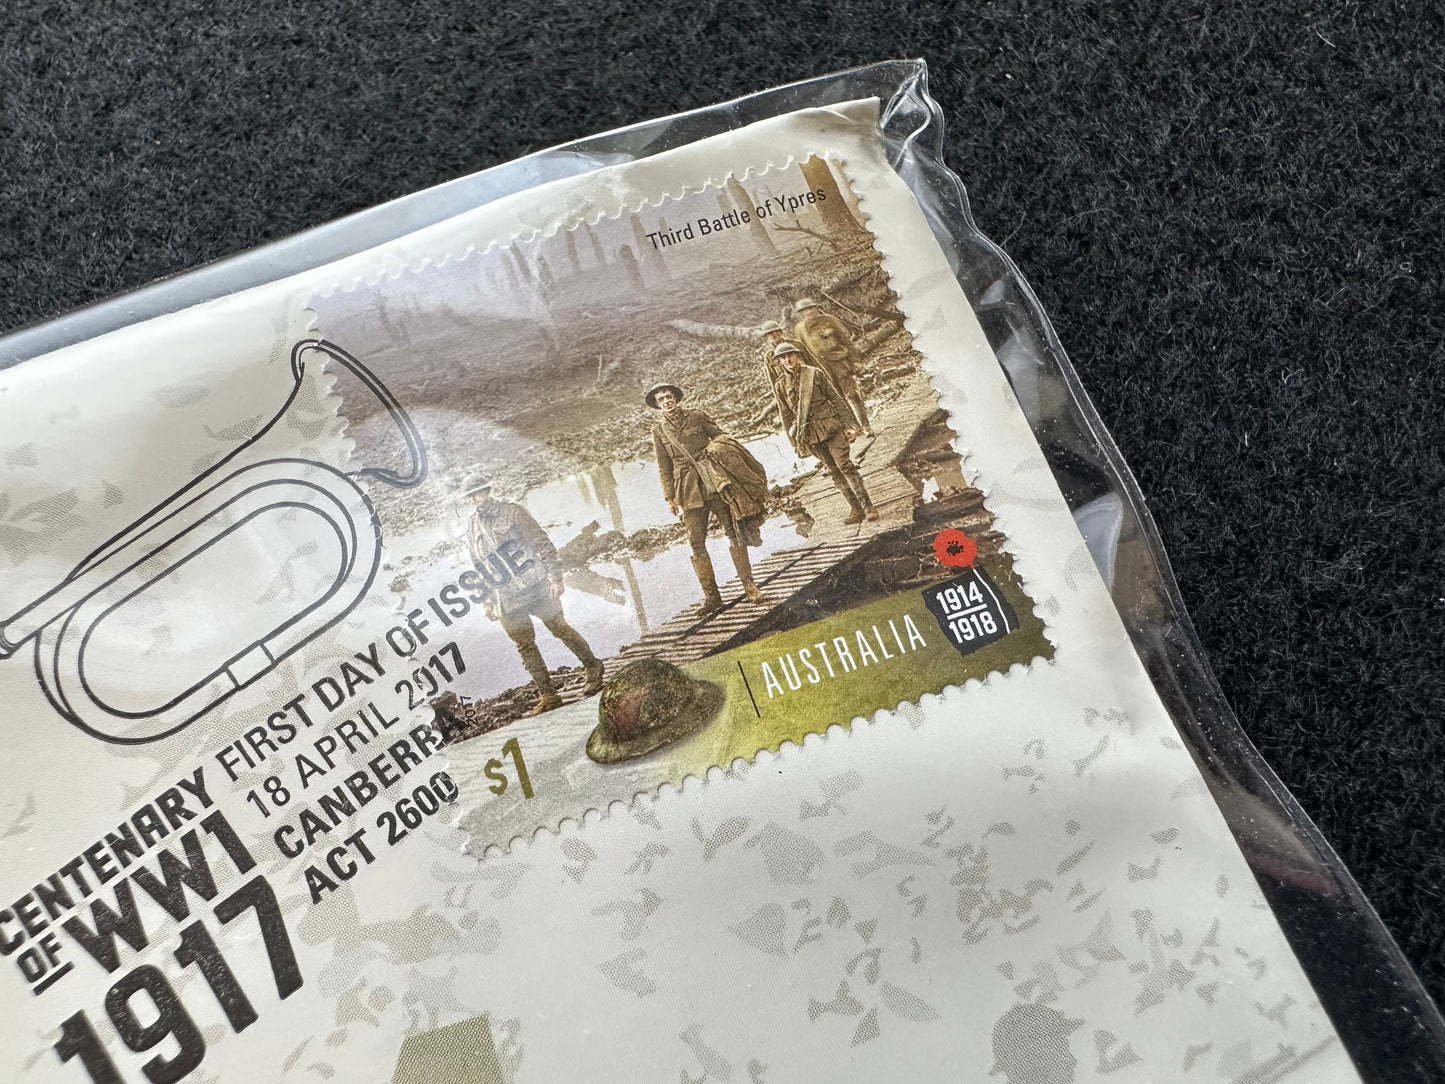 Third Battle of Ypres
1914
1918
AUSTRALIA
$1
FIRST DAY OF ISSUE
18 APRIL 2017
CANBERRA
ACT 2600
CENTENARY
OF WW1
1917